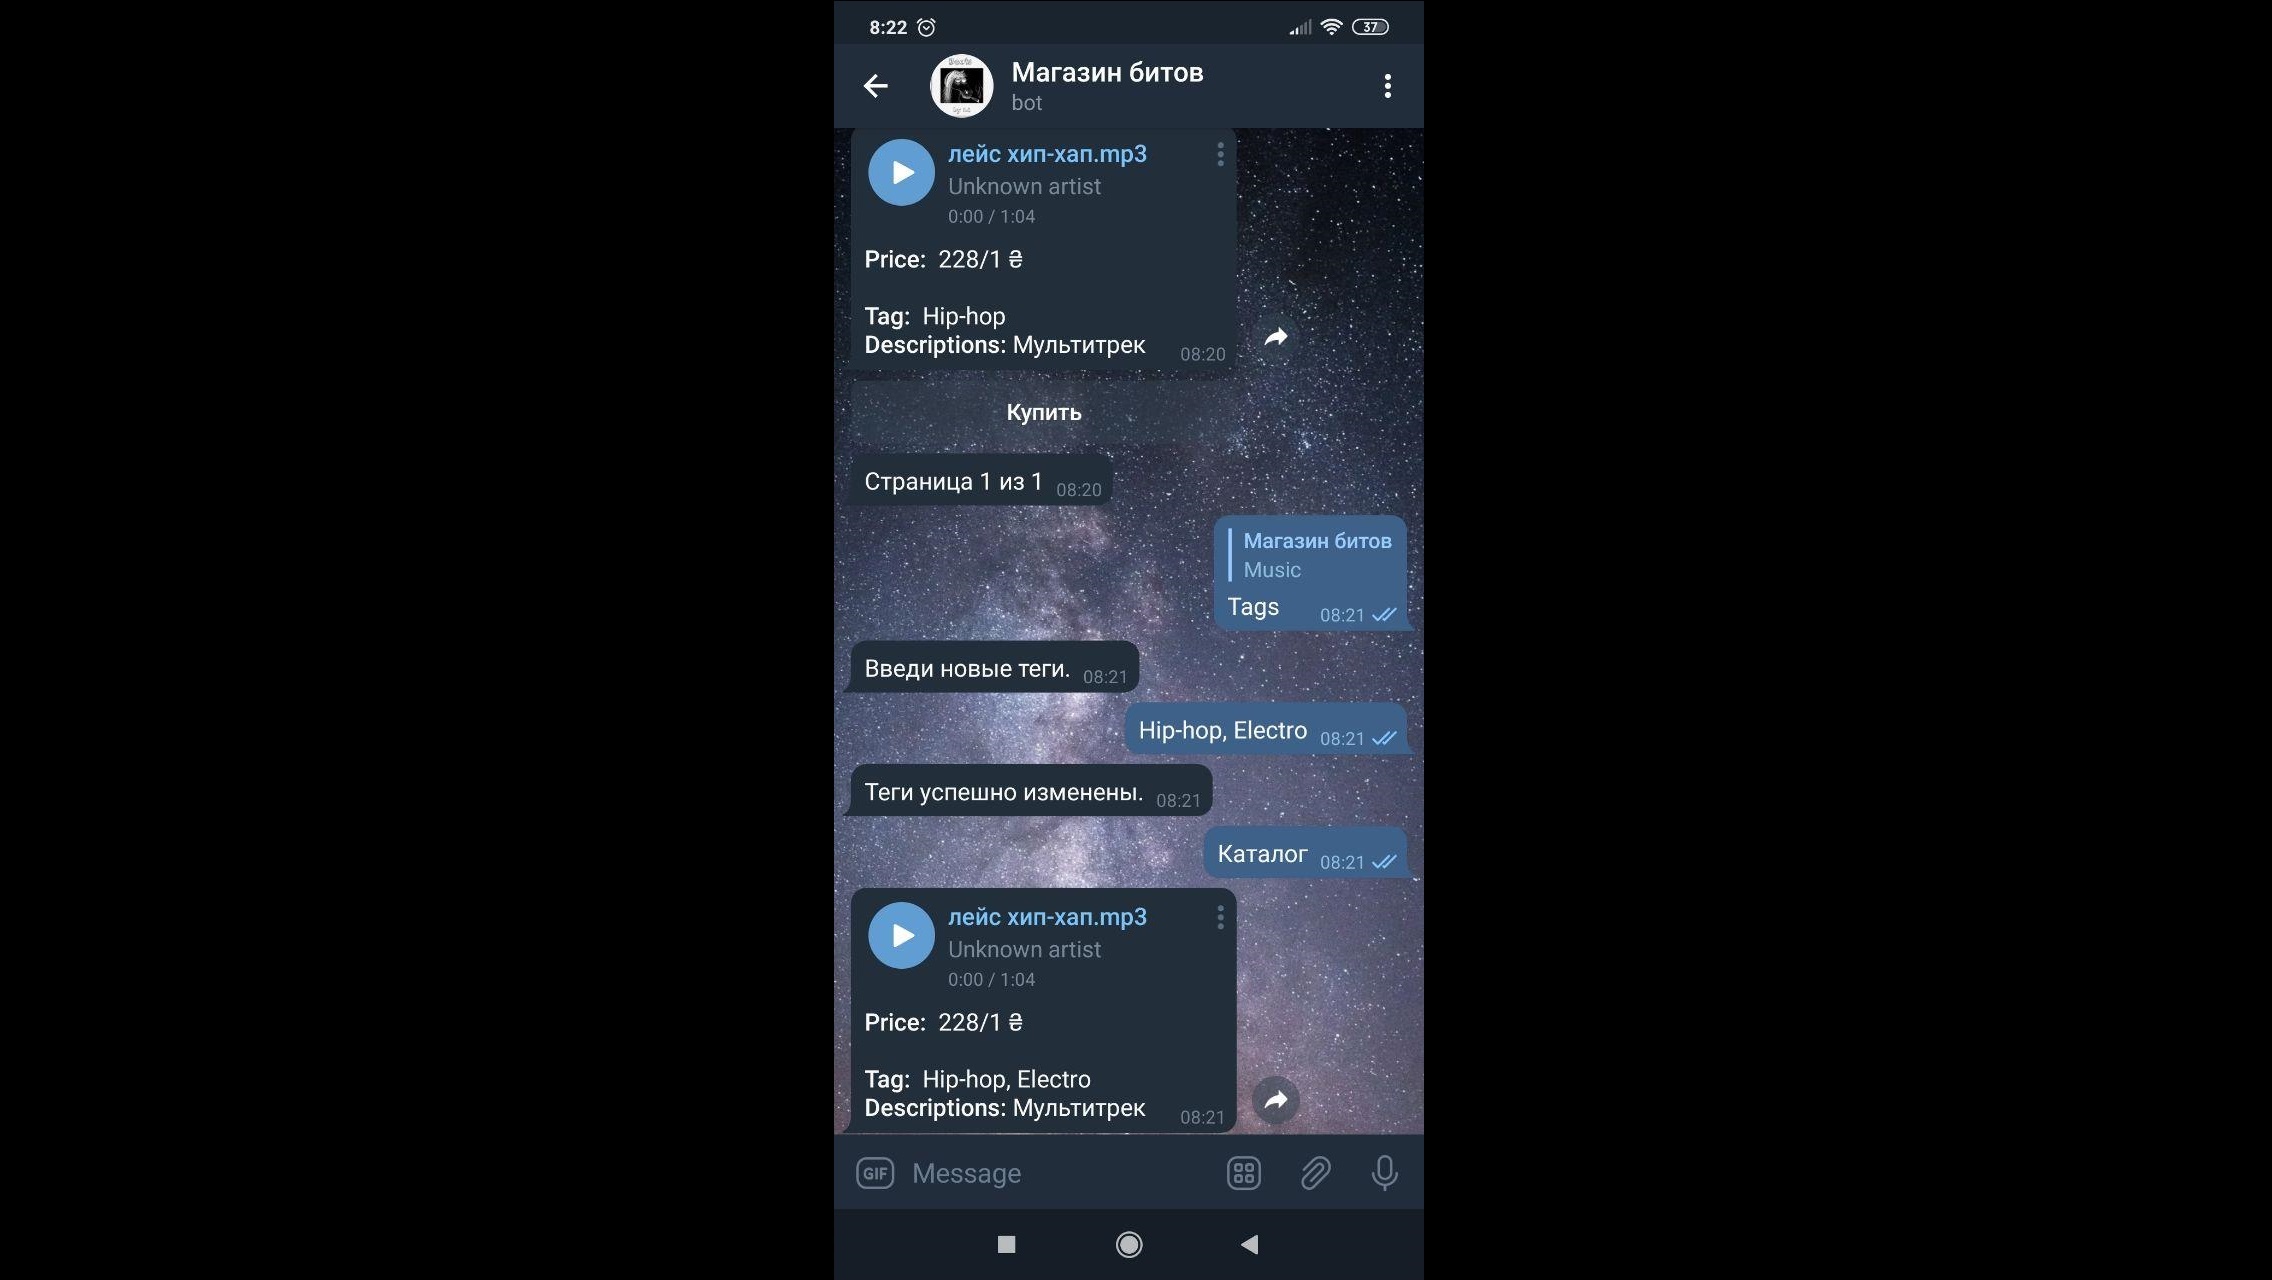 8:22
37
Магазин битов
bot
лейс хип-хап.mp3
Unknown artist
0:00 / 1:04
Price: 228/1 ₴
Tag: Hip-hop
Descriptions: Мультитрек
08:20
Купить
Страница 1 из 1 08:20
Магазин битов
Music
Tags 08:21
Введи новые теги. 08:21
Hip-hop, Electro 08:21
Теги успешно изменены. 08:21
Каталог 08:21
лейс хип-хап.mp3
Unknown artist
0:00 / 1:04
Price: 228/1 ₴
Tag: Hip-hop, Electro
Descriptions: Мультитрек
08:21
GIF Message